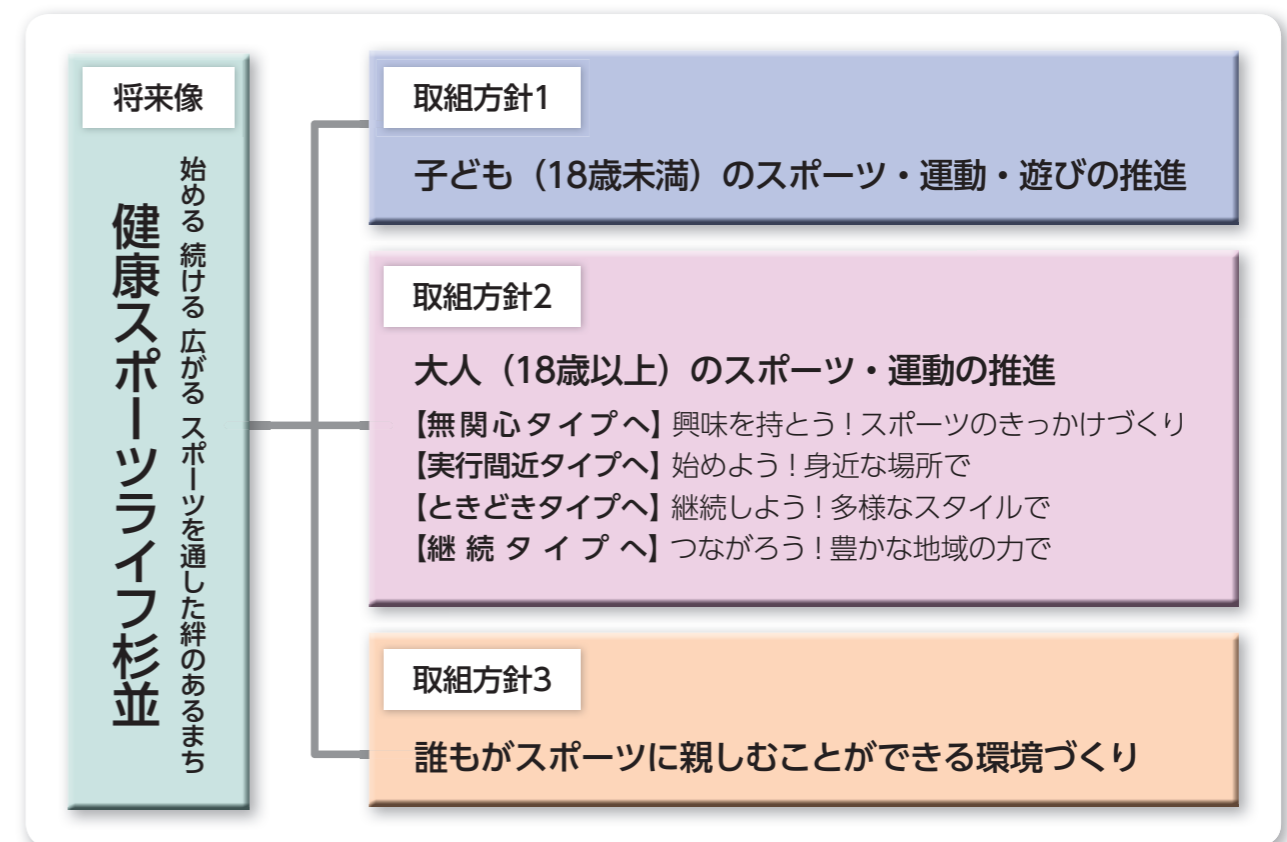 将来像
始める 続ける 広がる スポーツを通した絆のあるまち
健康スポーツライフ杉並
取組方針1
子ども（18歳未満）のスポーツ・運動・遊びの推進
取組方針2
大人（18歳以上）のスポーツ・運動の推進
【無関心タイプへ】興味を持とう！スポーツのきっかけづくり
【実行間近タイプへ】始めよう！身近な場所で
【ときどきタイプへ】継続しよう！多様なスタイルで
【継続タイプへ】つながろう！豊かな地域の力で
取組方針3
誰もがスポーツに親しむことができる環境づくり